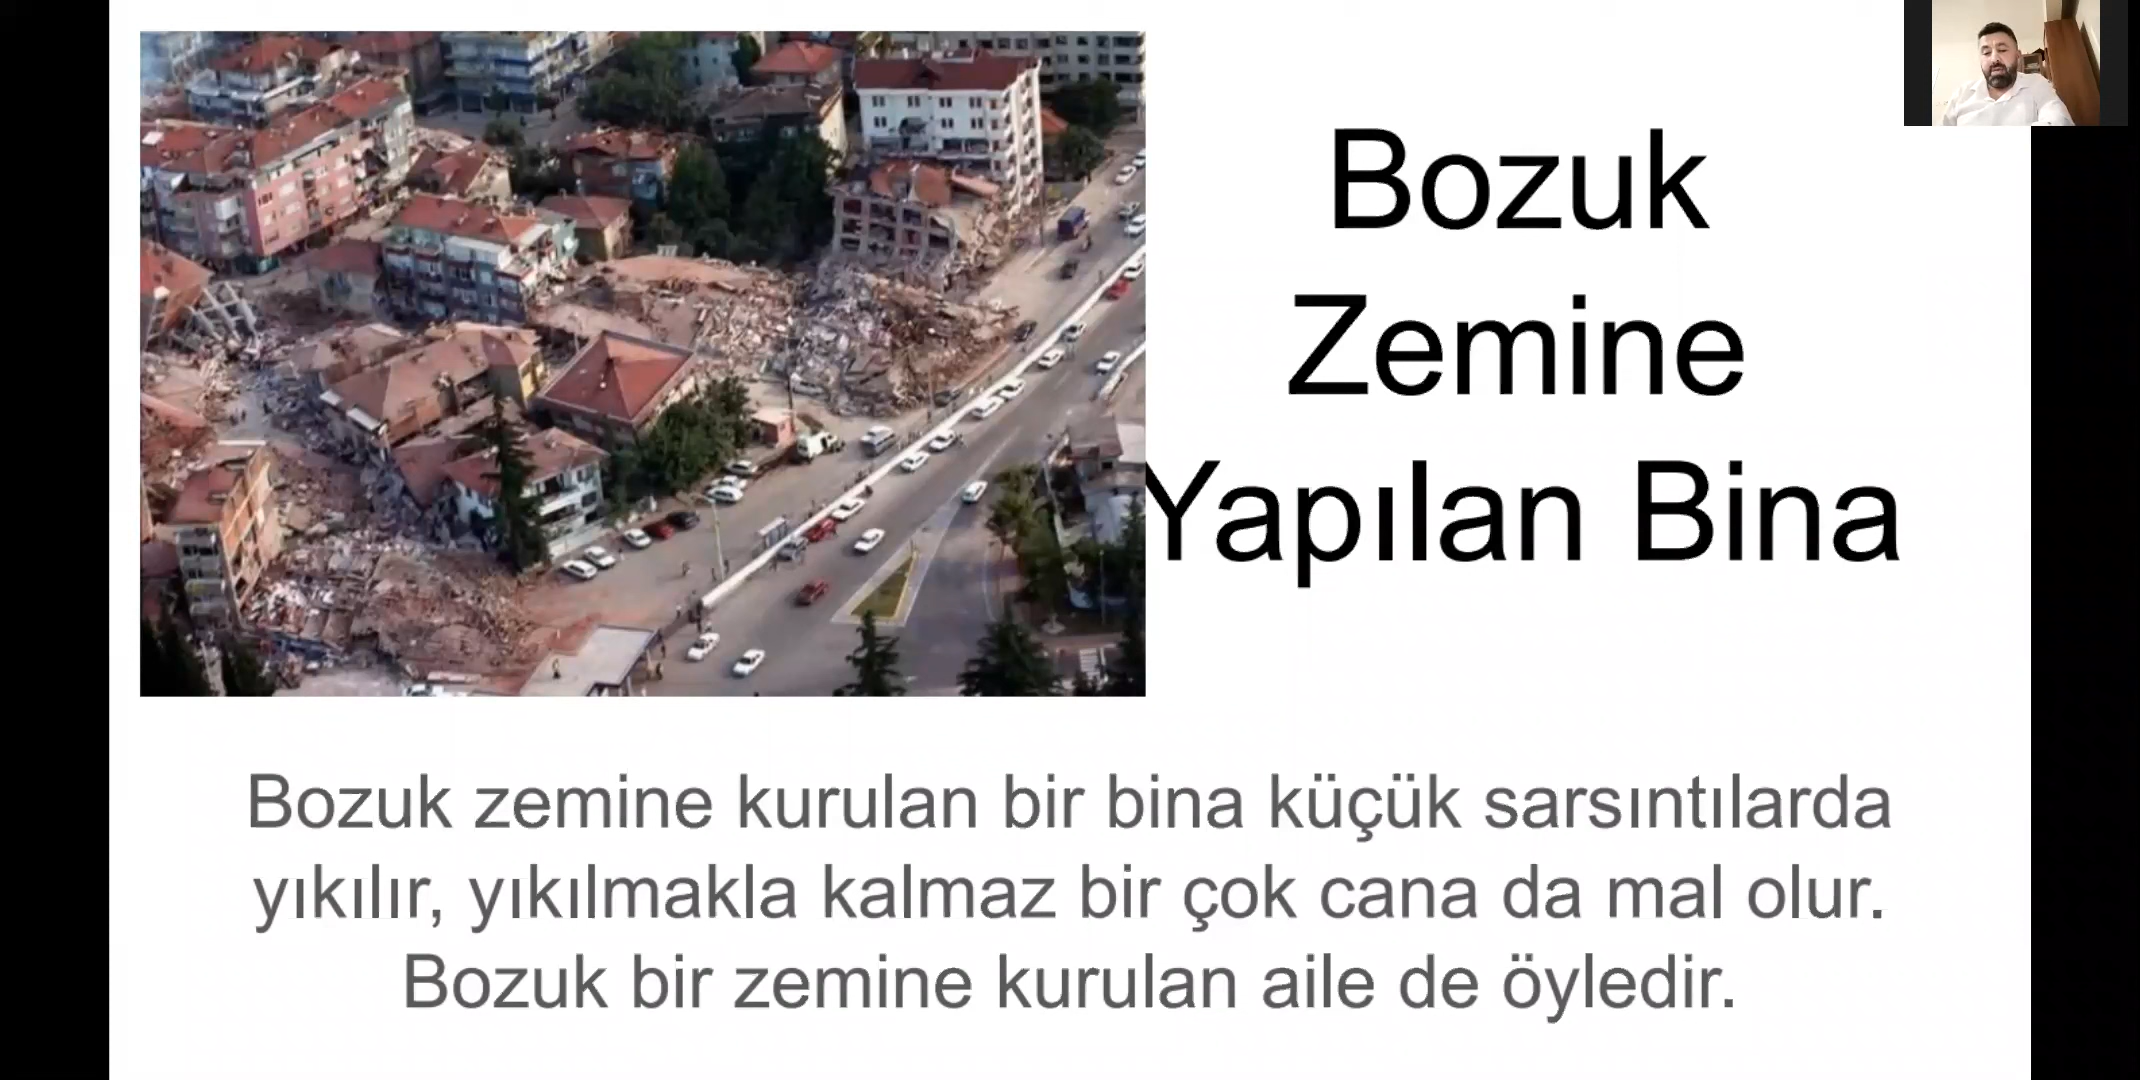 Bozuk
Zemine
Yapılan Bina
Bozuk zemine kurulan bir bina küçük sarsıntılarda
yıkılır, yıkılmakla kalmaz bir çok cana da mal olur.
Bozuk bir zemine kurulan aile de öyledir.